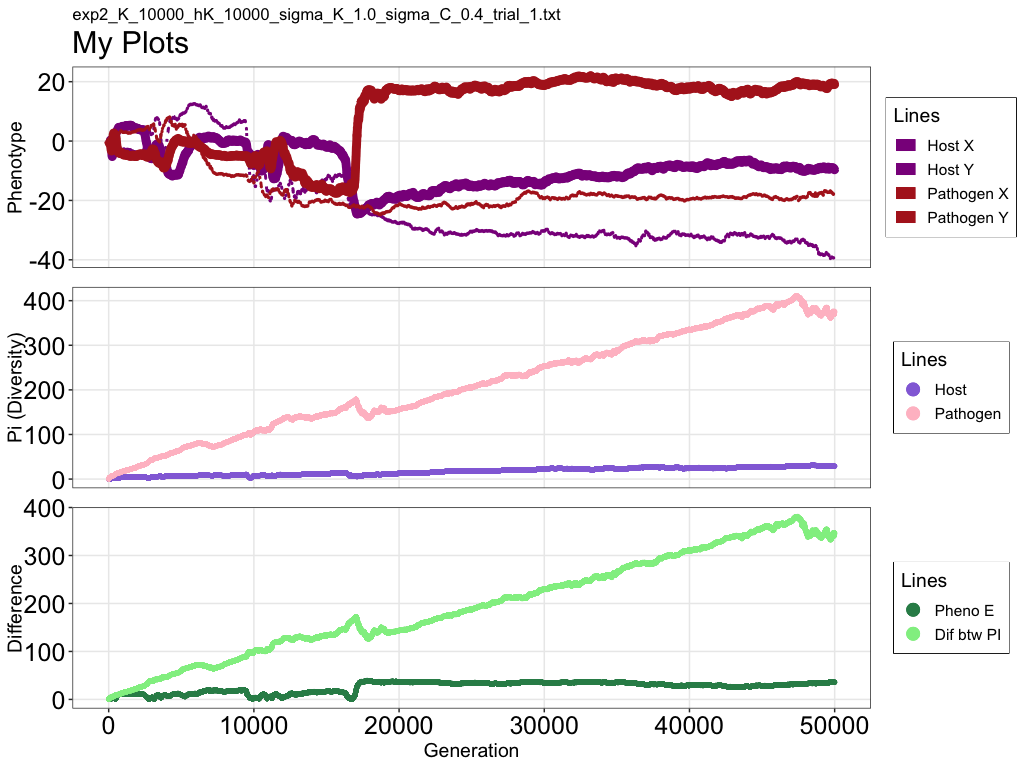 exp2_K_10000_hK_10000_sigma_K_1.0_sigma_C_0.4_trial_1.txt
My Plots
Phenotype
20
0
-20
-40
Lines
Host X
Host Y
Pathogen X
Pathogen Y
Pi (Diversity)
400
300
200
100
0
Lines
Host
Pathogen
Difference
400
300
200
100
0
Lines
Pheno E
Dif btw PI
0 10000 20000 30000 40000 50000
Generation